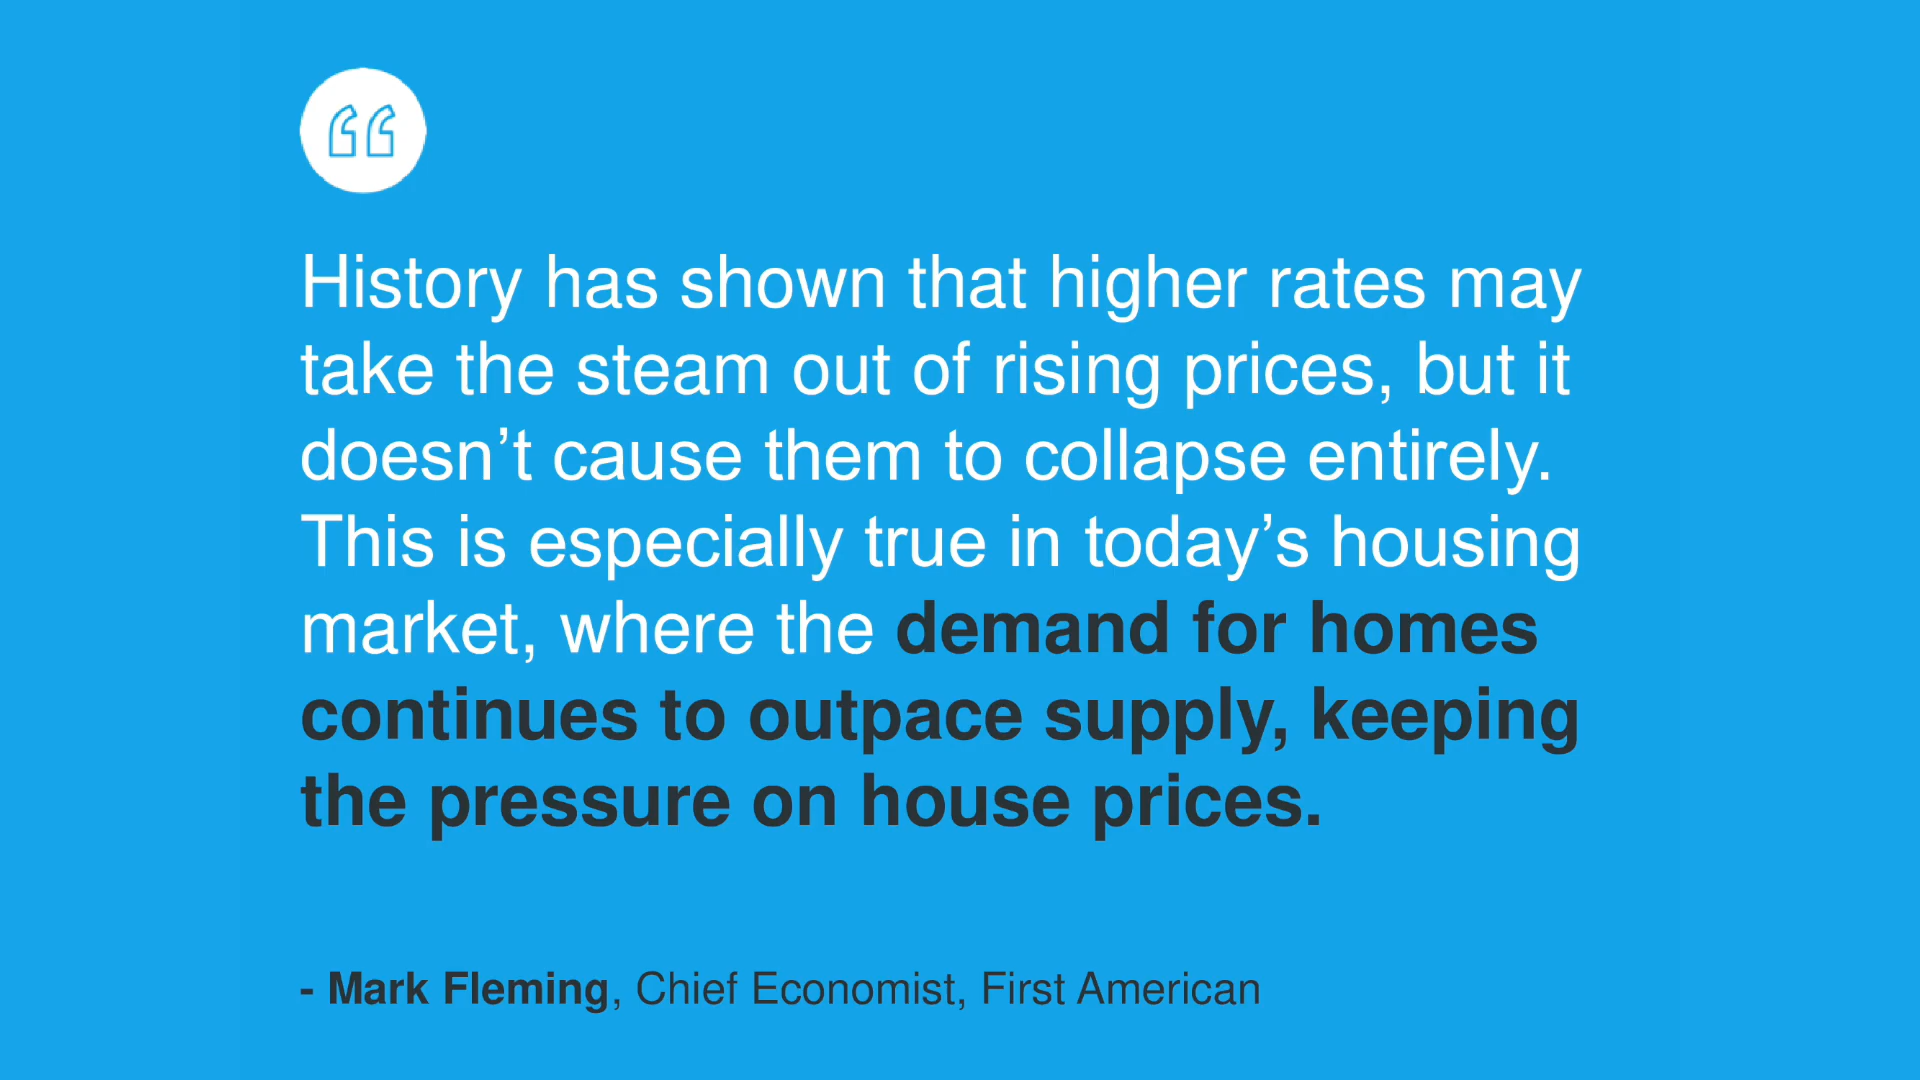 “
History has shown that higher rates may
take the steam out of rising prices, but it
doesn’t cause them to collapse entirely.
This is especially true in today’s housing
market, where the demand for homes
continues to outpace supply, keeping
the pressure on house prices.
- Mark Fleming, Chief Economist, First American